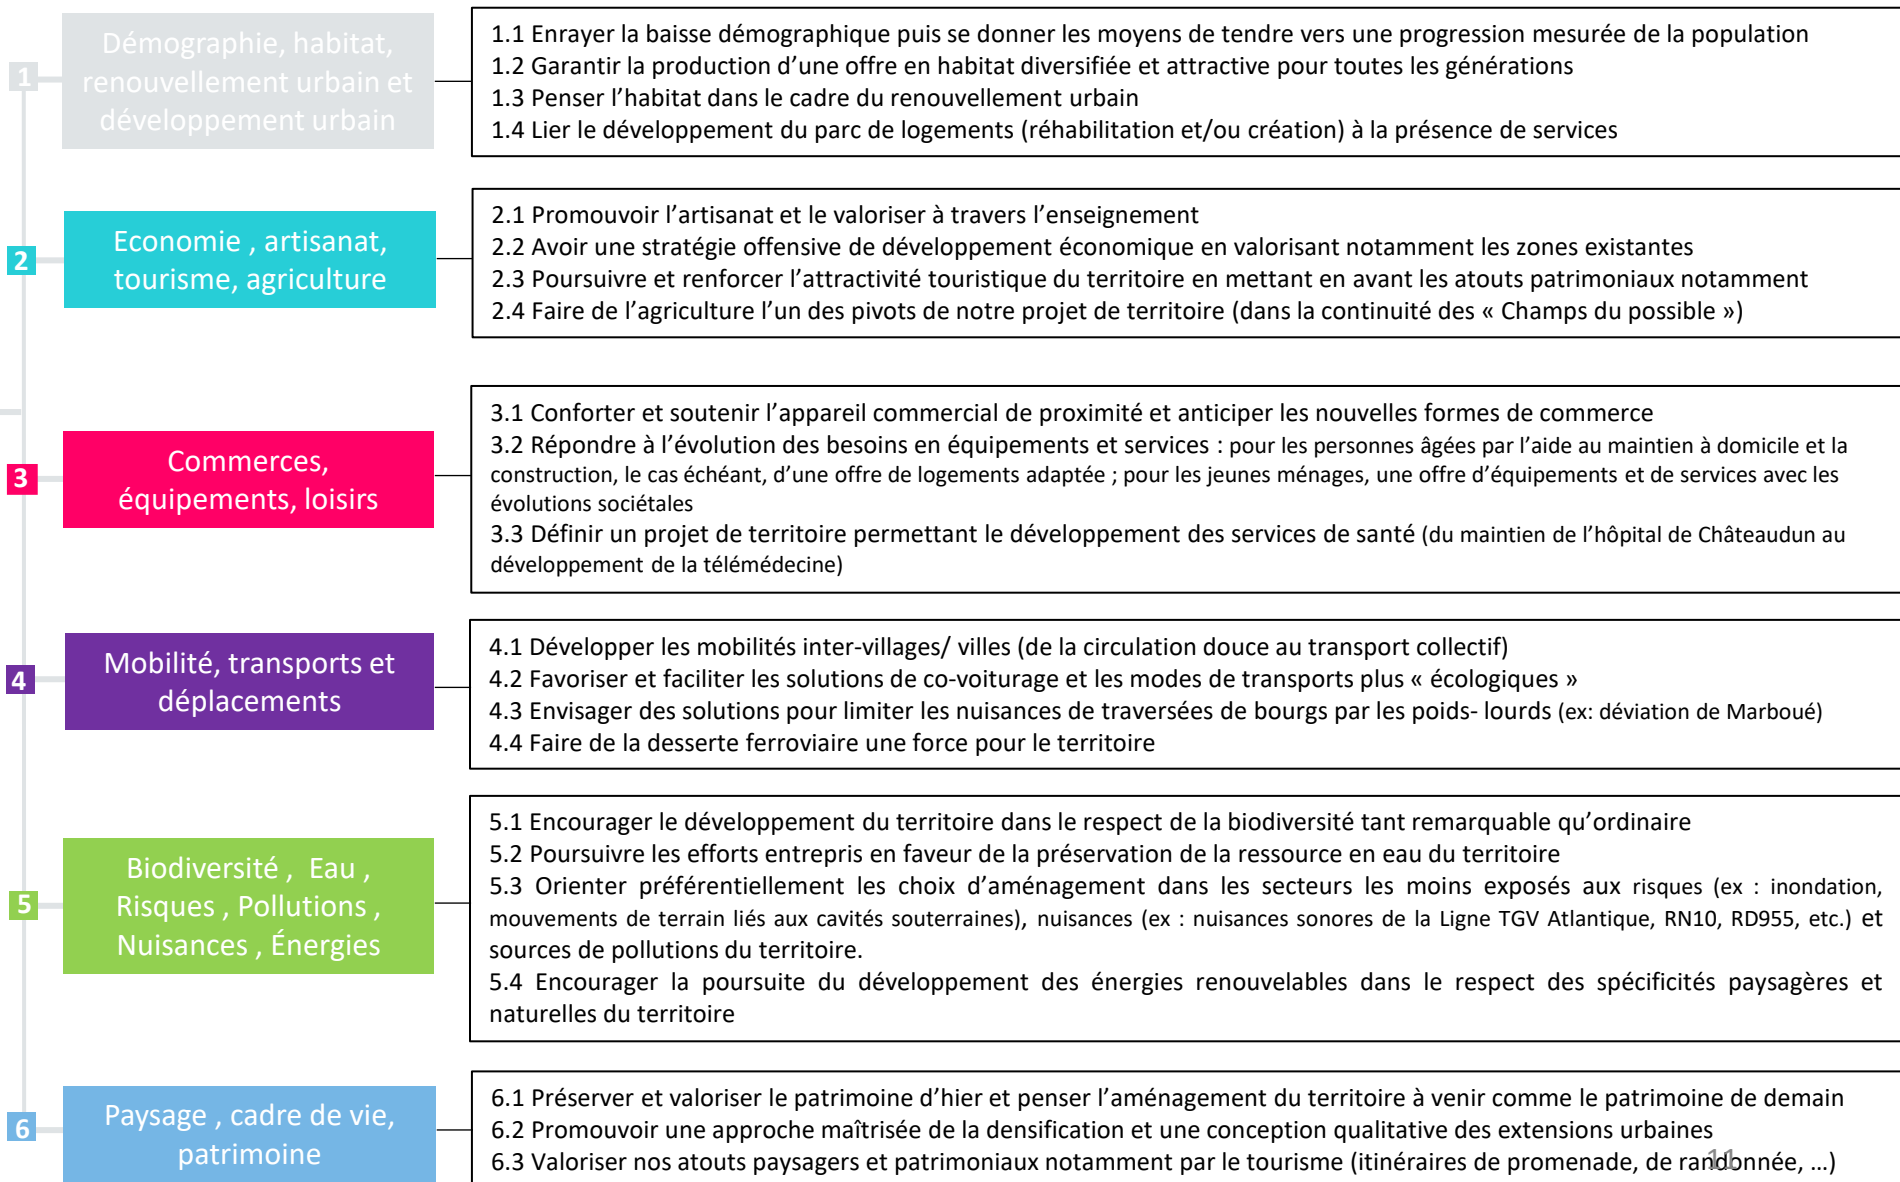 1
Démographie, habitat,
renouvellement urbain et
développement urbain
1.1 Enrayer la baisse démographique puis se donner les moyens de tendre vers une progression mesurée de la population
1.2 Garantir la production d’une offre en habitat diversifiée et attractive pour toutes les générations
1.3 Penser l’habitat dans le cadre du renouvellement urbain
1.4 Lier le développement du parc de logements (réhabilitation et/ou création) à la présence de services
2
Economie , artisanat,
tourisme, agriculture
2.1 Promouvoir l’artisanat et le valoriser à travers l’enseignement
2.2 Avoir une stratégie offensive de développement économique en valorisant notamment les zones existantes
2.3 Poursuivre et renforcer l’attractivité touristique du territoire en mettant en avant les atouts patrimoniaux notamment
2.4 Faire de l’agriculture l’un des pivots de notre projet de territoire (dans la continuité des « Champs du possible »)
3
Commerces,
équipements, loisirs
3.1 Conforter et soutenir l’appareil commercial de proximité et anticiper les nouvelles formes de commerce
3.2 Répondre à l’évolution des besoins en équipements et services : pour les personnes âgées par l’aide au maintien à domicile et la
construction, le cas échéant, d’une offre de logements adaptée ; pour les jeunes ménages, une offre d’équipements et de services avec les
évolutions sociétales
3.3 Définir un projet de territoire permettant le développement des services de santé (du maintien de l’hôpital de Châteaudun au
développement de la télémédecine)
4
Mobilité, transports et
déplacements
4.1 Développer les mobilités inter-villages/ villes (de la circulation douce au transport collectif)
4.2 Favoriser et faciliter les solutions de co-voiturage et les modes de transports plus « écologiques »
4.3 Envisager des solutions pour limiter les nuisances de traversées de bourgs par les poids- lourds (ex: déviation de Marboué)
4.4 Faire de la desserte ferroviaire une force pour le territoire
5
Biodiversité , Eau ,
Risques , Pollutions ,
Nuisances , Énergies
5.1 Encourager le développement du territoire dans le respect de la biodiversité tant remarquable qu’ordinaire
5.2 Poursuivre les efforts entrepris en faveur de la préservation de la ressource en eau du territoire
5.3 Orienter préférentiellement les choix d’aménagement dans les secteurs les moins exposés aux risques (ex : inondation,
mouvements de terrain liés aux cavités souterraines), nuisances (ex : nuisances sonores de la Ligne TGV Atlantique, RN10, RD955, etc.) et
sources de pollutions du territoire.
5.4 Encourager la poursuite du développement des énergies renouvelables dans le respect des spécificités paysagères et
naturelles du territoire
6
Paysage , cadre de vie,
patrimoine
6.1 Préserver et valoriser le patrimoine d’hier et penser l’aménagement du territoire à venir comme le patrimoine de demain
6.2 Promouvoir une approche maîtrisée de la densification et une conception qualitative des extensions urbaines
6.3 Valoriser nos atouts paysagers et patrimoniaux notamment par le tourisme (itinéraires de promenade, de randonnée, …)
11